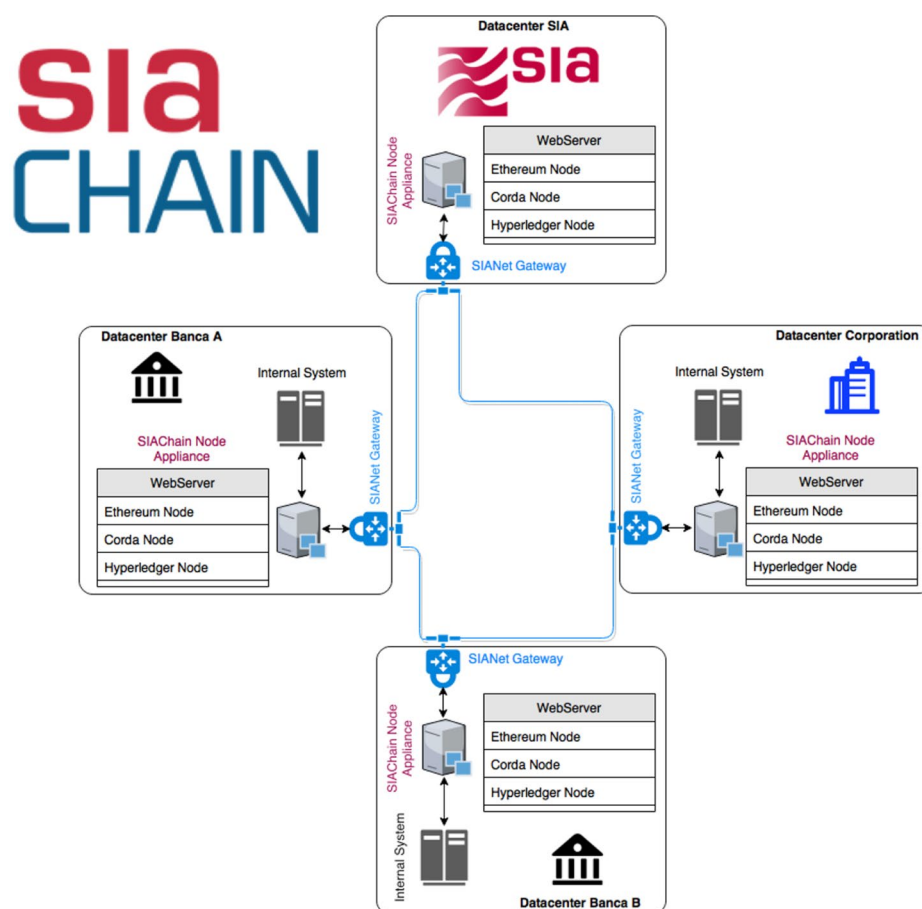 sia
CHAIN
Datacenter SIA
sia
SIAChain Node
Appliance
WebServer
Ethereum Node
Corda Node
Hyperledger Node
SIANet Gateway
Datacenter Banca A
Internal System
SIAChain Node
Appliance
WebServer
Ethereum Node
Corda Node
Hyperledger Node
SIANet Gateway
Datacenter Corporation
Internal System
SIANet Gateway
SIAChain Node
Appliance
WebServer
Ethereum Node
Corda Node
Hyperledger Node
SIANet Gateway
SIAChain Node
Appliance
WebServer
Ethereum Node
Corda Node
Hyperledger Node
Internal System
Datacenter Banca B